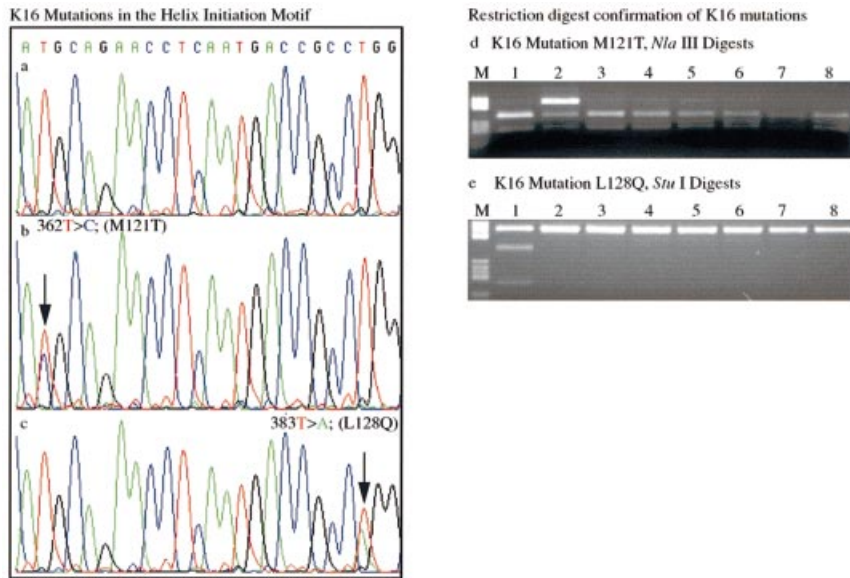 K16 Mutations in the Helix Initiation Motif
A T G C A G A A C C T C A A T G A C C G C C T G G
a
b
362T>C; (M121T)
c
383T>A; (L128Q)
Restriction digest confirmation of K16 mutations
d K16 Mutation M121T, Nla III Digests
M 1 2 3 4 5 6 7 8
e K16 Mutation L128Q, Stu I Digests
M 1 2 3 4 5 6 7 8